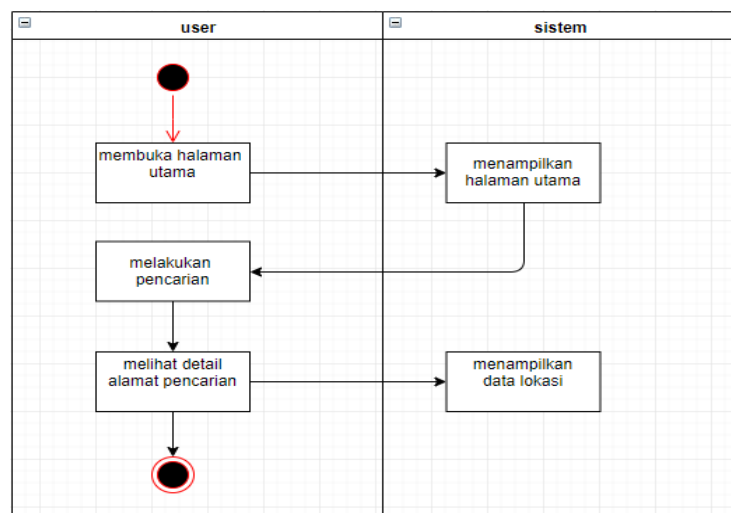 user
sistem
membuka halaman
utama
menampilkan
halaman utama
melakukan
pencarian
melihat detail
alamat pencarian
menampilkan
data lokasi